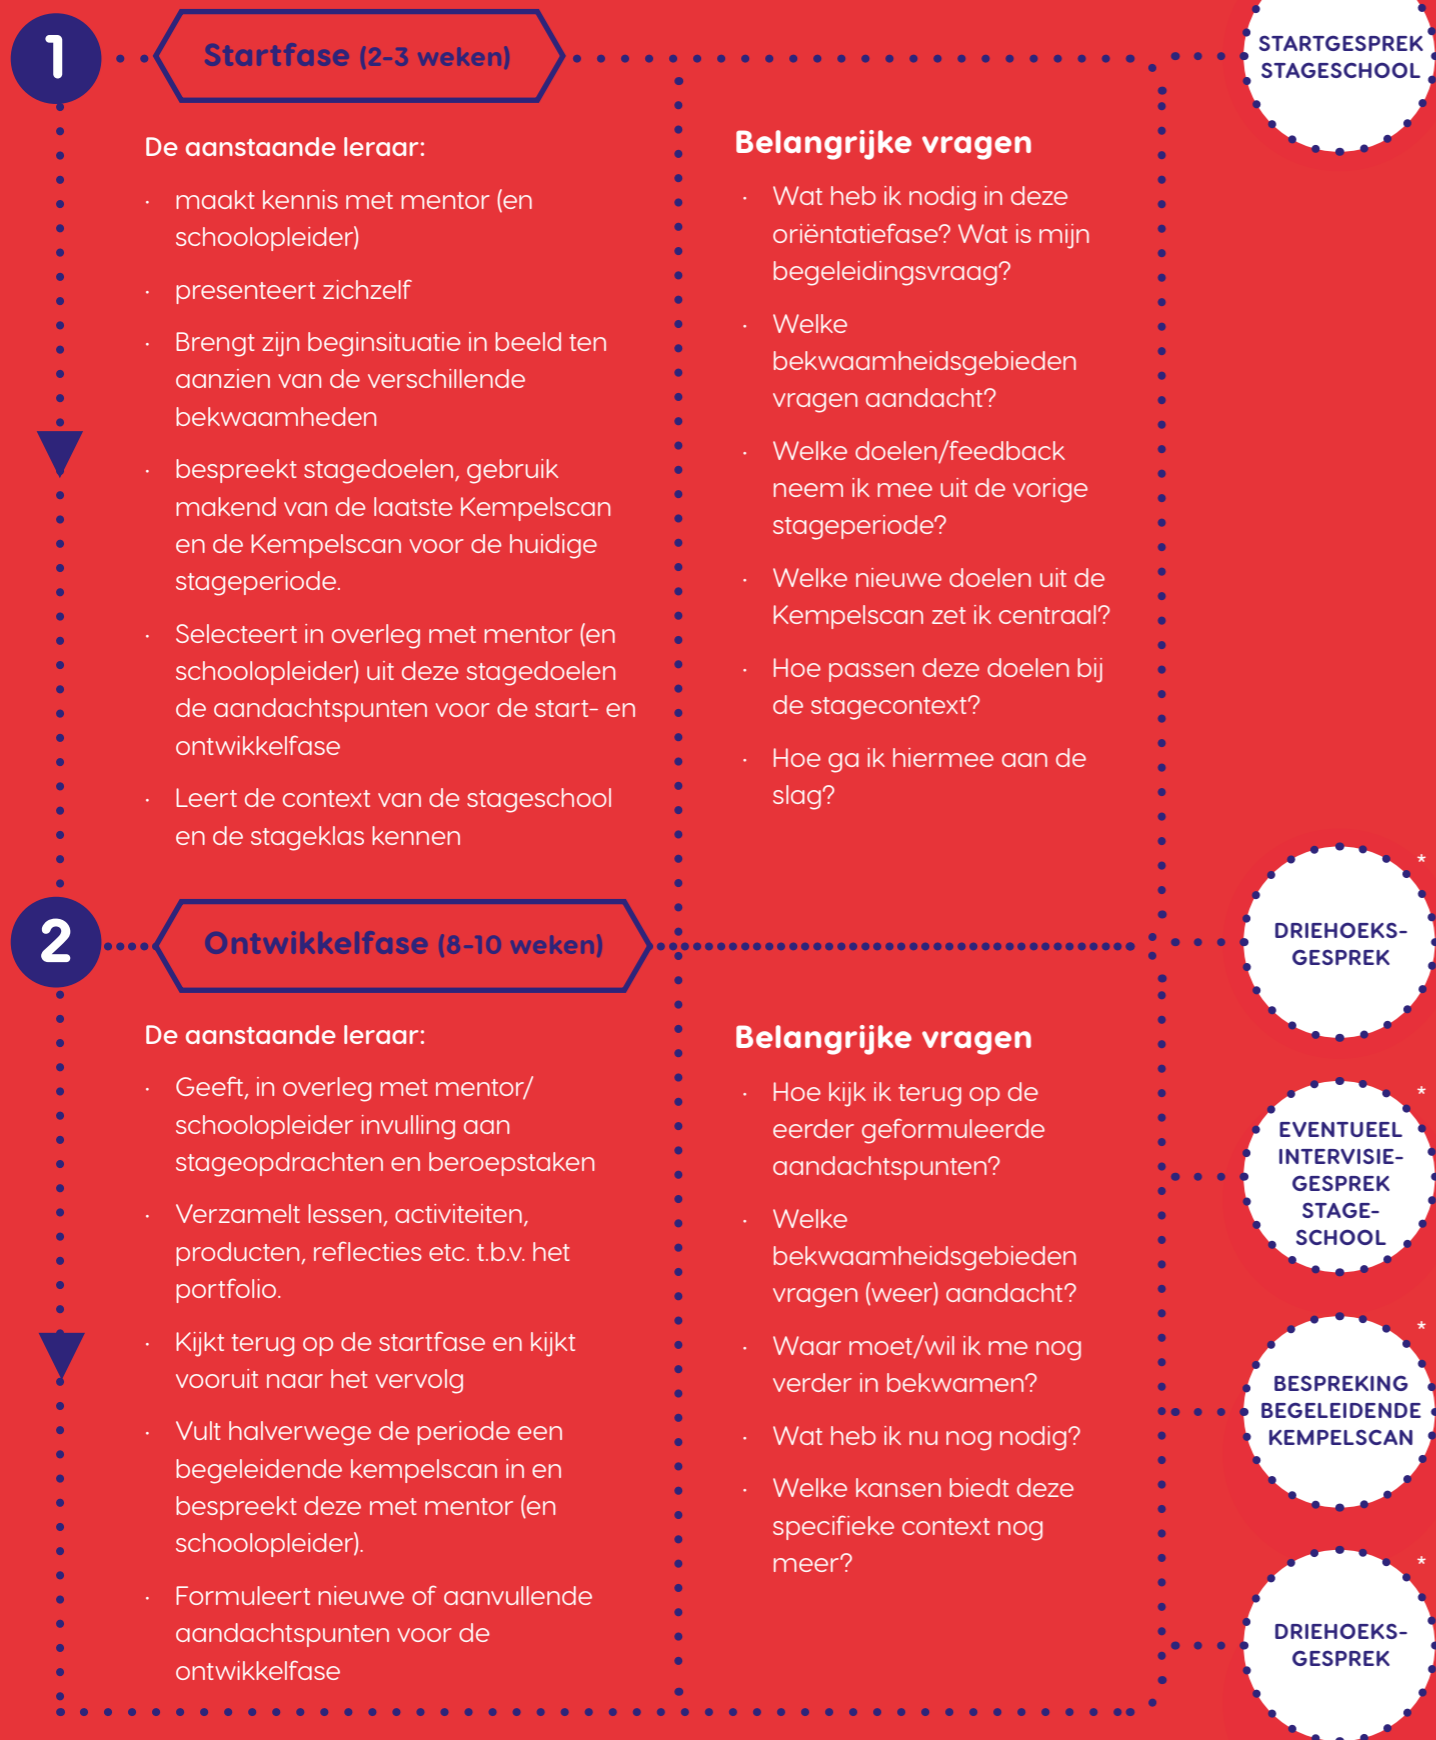 1
Startfase (2-3 weken)
STARTGESPREK
STAGESCHOOL
De aanstaande leraar:
· maakt kennis met mentor (en
schoolopleider)
· presenteert zichzelf
· Brengt zijn beginsituatie in beeld ten
aanzien van de verschillende
bekwaamheden
· bespreekt stagedoelen, gebruik
makend van de laatste Kempelscan
en de Kempelscan voor de huidige
stageperiode.
· Selecteert in overleg met mentor (en
schoolopleider) uit deze stagedoelen
de aandachtspunten voor de start- en
ontwikkelfase
· Leert de context van de stageschool
en de stageklas kennen
Belangrijke vragen
· Wat heb ik nodig in deze
oriëntatiefase? Wat is mijn
begeleidingsvraag?
· Welke
bekwaamheidsgebieden
vragen aandacht?
· Welke doelen/feedback
neem ik mee uit de vorige
stageperiode?
· Welke nieuwe doelen uit de
Kempelscan zet ik centraal?
· Hoe passen deze doelen bij
de stagecontext?
· Hoe ga ik hiermee aan de
slag?
2
Ontwikkelfase (8-10 weken)
*
DRIEHOEKS-
GESPREK
De aanstaande leraar:
· Geeft, in overleg met mentor/
schoolopleider invulling aan
stageopdrachten en beroepstaken
· Verzamelt lessen, activiteiten,
producten, reflecties etc. t.b.v. het
portfolio.
· Kijkt terug op de startfase en kijkt
vooruit naar het vervolg
· Vult halverwege de periode een
begeleidende kempelscan in en
bespreekt deze met mentor (en
schoolopleider).
· Formuleert nieuwe of aanvullende
aandachtspunten voor de
ontwikkelfase
Belangrijke vragen
· Hoe kijk ik terug op de
eerder geformuleerde
aandachtspunten?
· Welke
bekwaamheidsgebieden
vragen (weer) aandacht?
· Waar moet/wil ik me nog
verder in bekwamen?
· Wat heb ik nu nog nodig?
· Welke kansen biedt deze
specifieke context nog
meer?
*
EVENTUEEL
INTERVISIE-
GESPREK
STAGE-
SCHOOL
*
BESPREKING
BEGELEIDENDE
KEMPELSCAN
*
DRIEHOEKS-
GESPREK